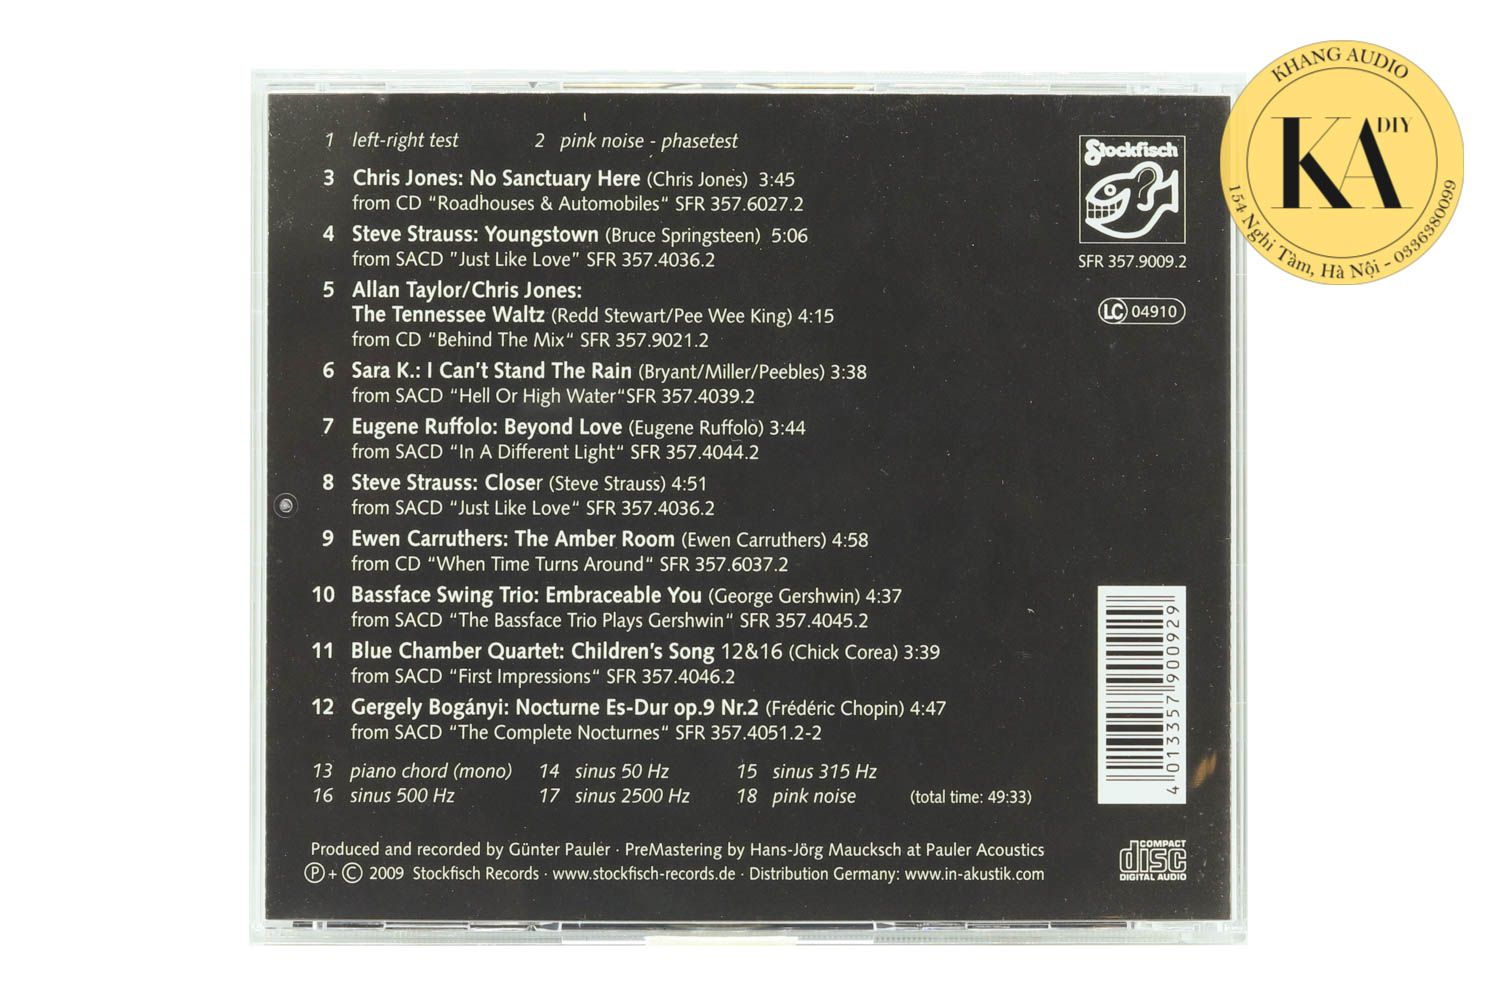 1 left-right test 2 pink noise - phasetest
3 Chris Jones: No Sanctuary Here (Chris Jones) 3:45
from CD "Roadhouses & Automobiles" SFR 357.6027.2
4 Steve Strauss: Youngstown (Bruce Springsteen) 5:06
from SACD "Just Like Love" SFR 357.4036.2
5 Allan Taylor/Chris Jones:
The Tennessee Waltz (Redd Stewart/Pee Wee King) 4:15
from CD "Behind The Mix" SFR 357.9021.2
6 Sara K.: I Can't Stand The Rain (Bryant/Miller/Peebles) 3:38
from SACD "Hell Or High Water"SFR 357.4039.2
7 Eugene Ruffolo: Beyond Love (Eugene Ruffolo) 3:44
from SACD "In A Different Light" SFR 357.4044.2
8 Steve Strauss: Closer (Steve Strauss) 4:51
from SACD "Just Like Love" SFR 357.4036.2
9 Ewen Carruthers: The Amber Room (Ewen Carruthers) 4:58
from CD "When Time Turns Around" SFR 357.6037.2
10 Bassface Swing Trio: Embraceable You (George Gershwin) 4:37
from SACD "The Bassface Trio Plays Gershwin" SFR 357.4045.2
11 Blue Chamber Quartet: Children's Song 12&16 (Chick Corea) 3:39
from SACD "First Impressions" SFR 357.4046.2
12 Gergely Bogányi: Nocturne Es-Dur op.9 Nr.2 (Frédéric Chopin) 4:47
from SACD "The Complete Nocturnes" SFR 357.4051.2-2
13 piano chord (mono) 14 sinus 50 Hz 15 sinus 315 Hz
16 sinus 500 Hz 17 sinus 2500 Hz 18 pink noise (total time: 49:33)
Produced and recorded by Günter Pauler · PreMastering by Hans-Jörg Maucksch at Pauler Acoustics
Ⓟ + © 2009 Stockfisch Records · www.stockfisch-records.de · Distribution Germany: www.in-akustik.com
Stockfisch
SFR 357.9009.2
LC 04910
4 013357 900929
COMPACT
disc
DIGITAL AUDIO
KHANG AUDIO
KA DIY
154 Nghi Tàm, Hà Nội - 0336380099